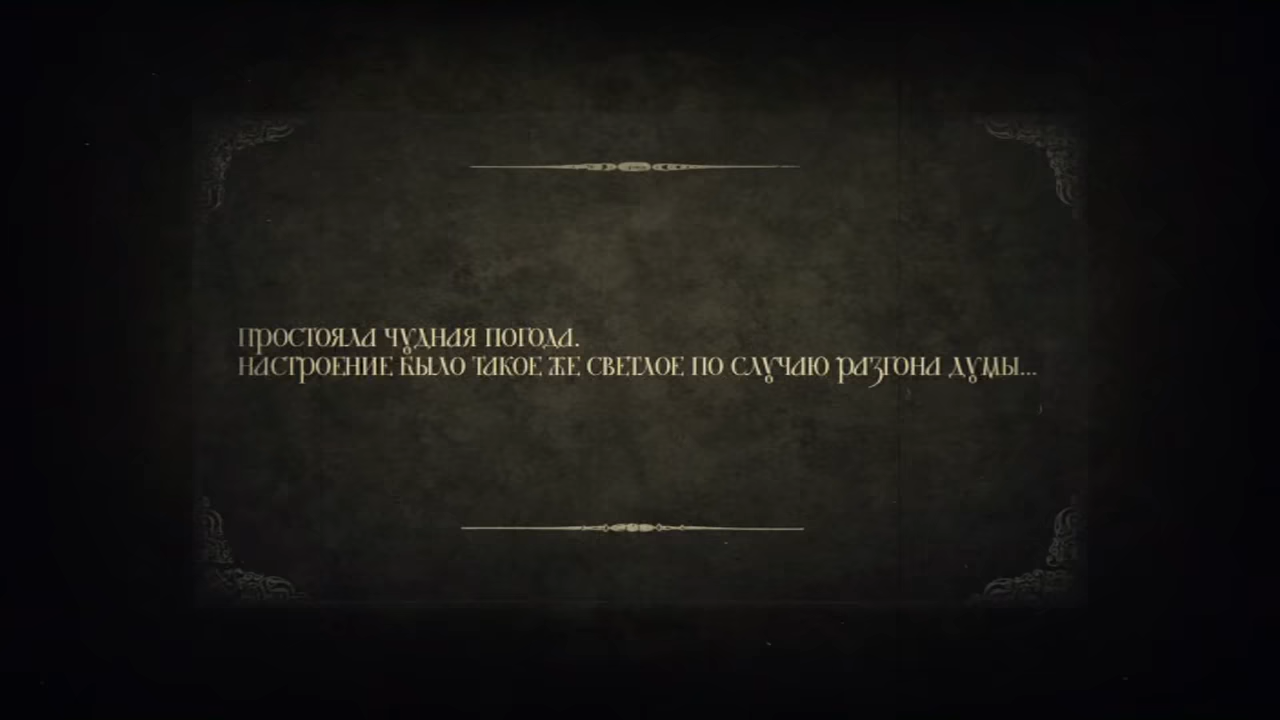 ПРОСТОЯЛА ЧУДНАЯ ПОГОДА.
НАСТРОЕНИЕ БЫЛО ТАКОЕ ЖЕ СВЕТЛОЕ ПО СЛУЧАЮ РАЗГОНА ДУМЫ...